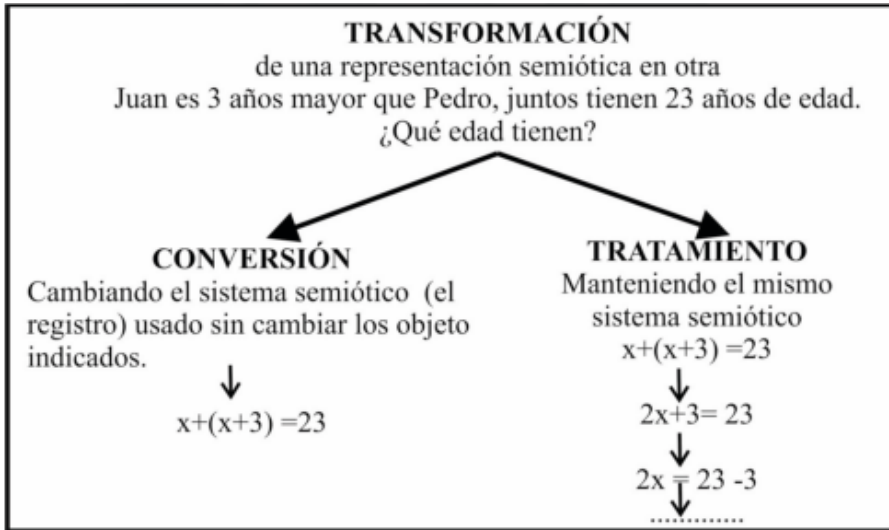 TRANSFORMACIÓN
de una representación semiótica en otra
Juan es 3 años mayor que Pedro, juntos tienen 23 años de edad.
¿Qué edad tienen?
CONVERSIÓN
Cambiando el sistema semiótico (el
registro) usado sin cambiar los objeto
indicados.
x+(x+3) =23
TRATAMIENTO
Manteniendo el mismo
sistema semiótico
x+(x+3) =23
2x+3= 23
2x = 23 -3
.............